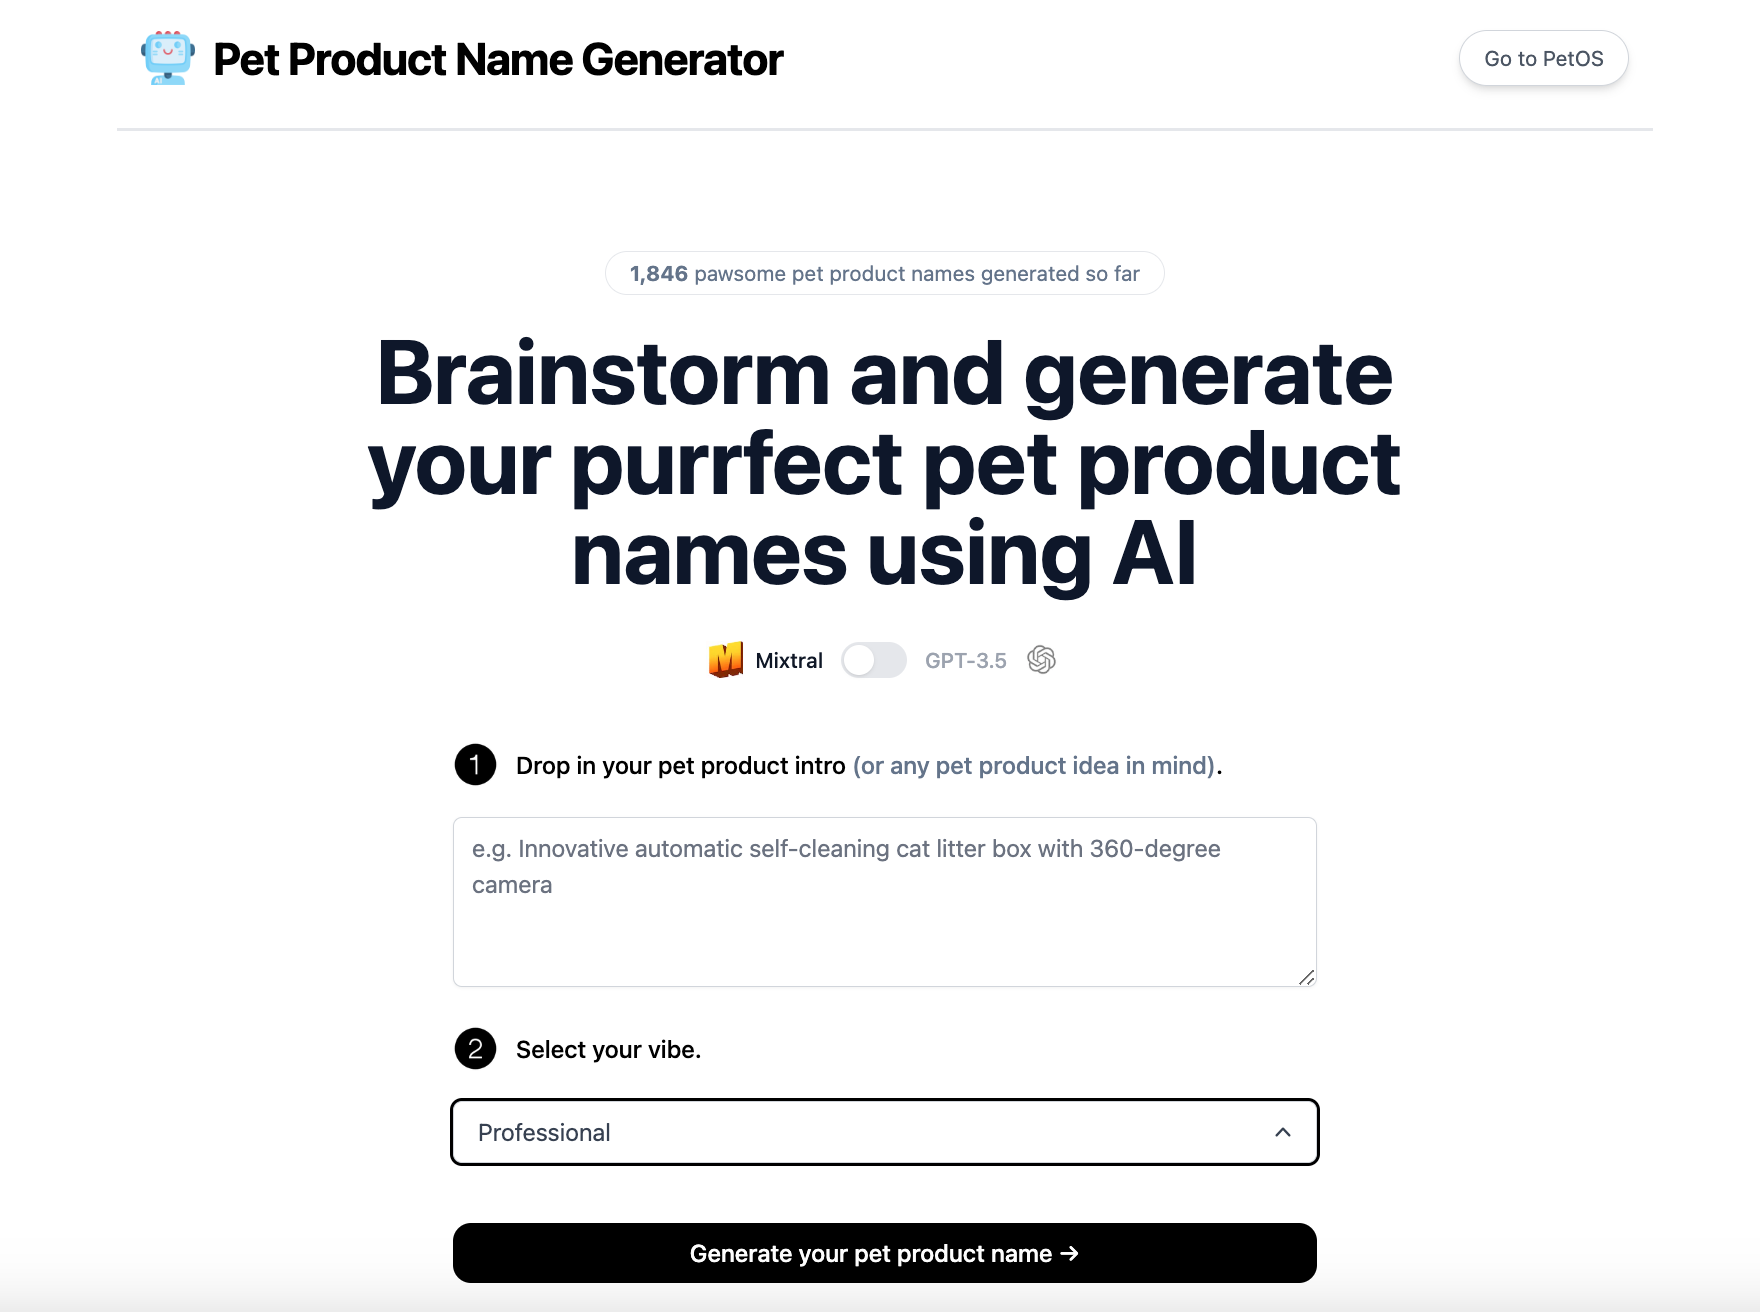 Pet Product Name Generator
Go to PetOS
1,846 pawsome pet product names generated so far
Brainstorm and generate
your purrfect pet product
names using AI
Mixtral
GPT-3.5
1 Drop in your pet product intro (or any pet product idea in mind).
e.g. Innovative automatic self-cleaning cat litter box with 360-degree
camera
2 Select your vibe.
Professional
Generate your pet product name →